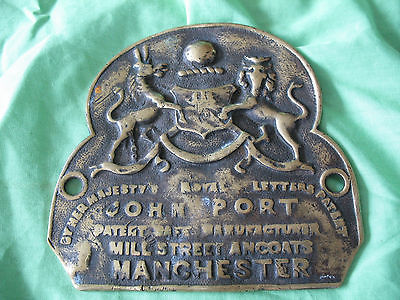 BY HER MAJESTY'S ROYAL LETTERS PATENT
JOHN PORT
PATENT SAFE MANUFACTURER
MILL STREET ANCOATS
MANCHESTER